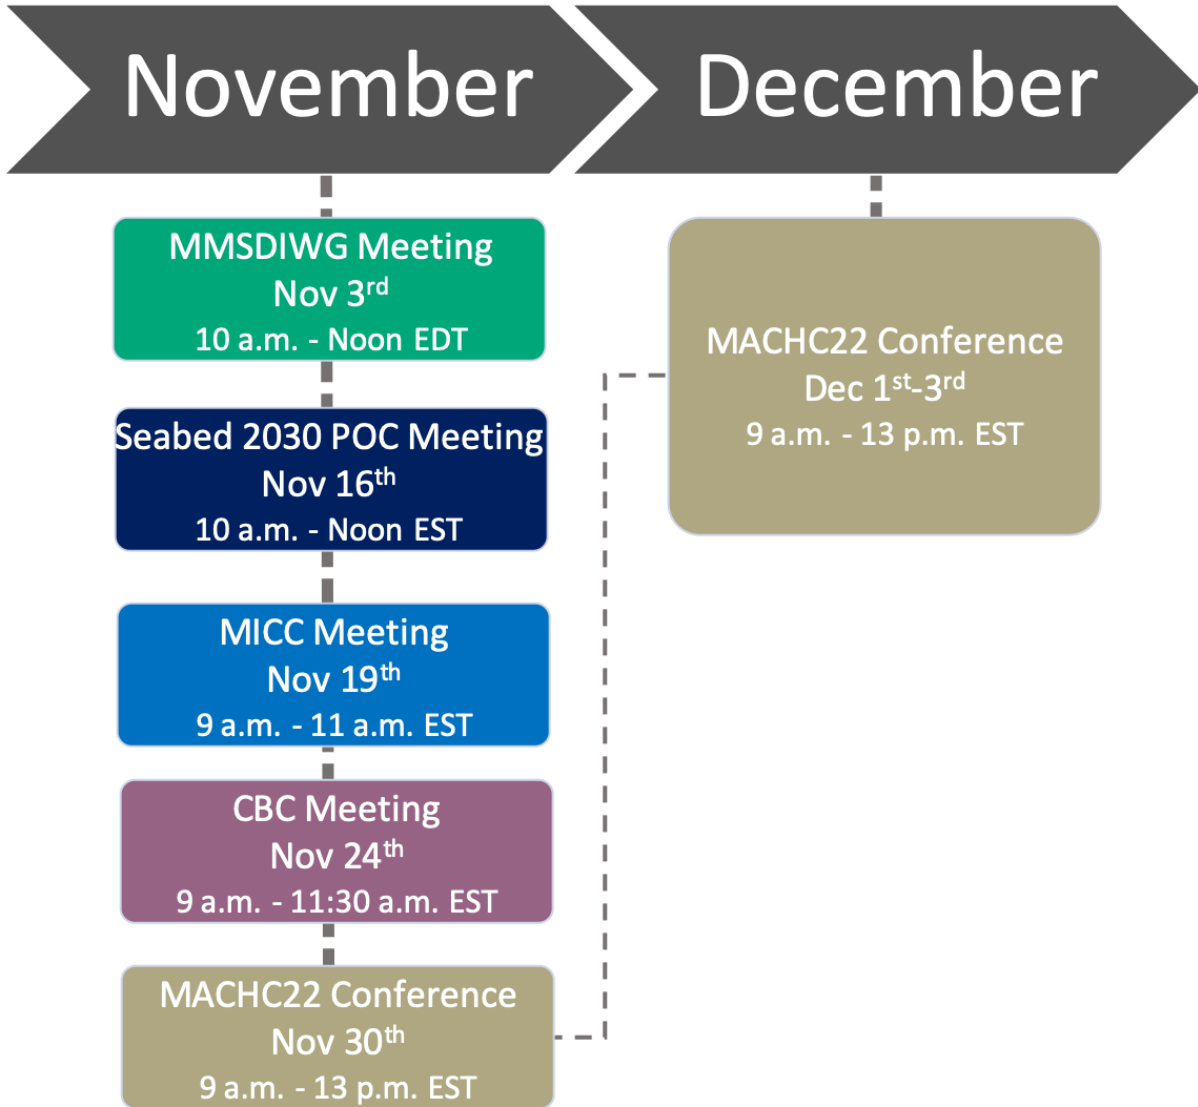 November
December
MMSDIWG Meeting
Nov 3rd
10 a.m. - Noon EDT
Seabed 2030 POC Meeting
Nov 16th
10 a.m. - Noon EST
MICC Meeting
Nov 19th
9 a.m. - 11 a.m. EST
CBC Meeting
Nov 24th
9 a.m. - 11:30 a.m. EST
MACHC22 Conference
Nov 30th
9 a.m. - 13 p.m. EST
MACHC22 Conference
Dec 1st-3rd
9 a.m. - 13 p.m. EST